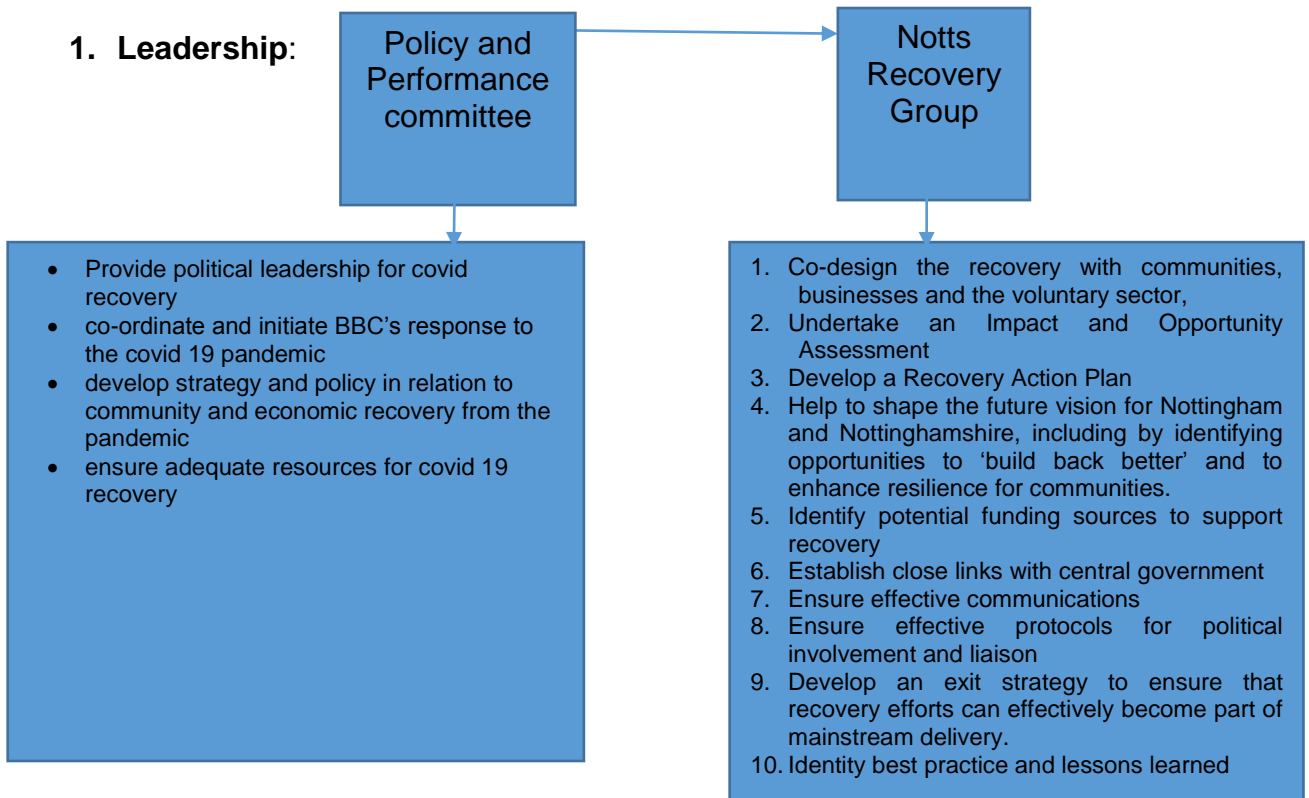 1. Leadership:
Policy and
Performance
committee
Notts
Recovery
Group
• Provide political leadership for covid
recovery
• co-ordinate and initiate BBC's response to
the covid 19 pandemic
• develop strategy and policy in relation to
community and economic recovery from the
pandemic
• ensure adequate resources for covid 19
recovery
1. Co-design the recovery with communities,
businesses and the voluntary sector,
2. Undertake an Impact and Opportunity
Assessment
3. Develop a Recovery Action Plan
4. Help to shape the future vision for Nottingham
and Nottinghamshire, including by identifying
opportunities to ‘build back better’ and to
enhance resilience for communities.
5. Identify potential funding sources to support
recovery
6. Establish close links with central government
7. Ensure effective communications
8. Ensure effective protocols for political
involvement and liaison
9. Develop an exit strategy to ensure that
recovery efforts can effectively become part of
mainstream delivery.
10. Identity best practice and lessons learned